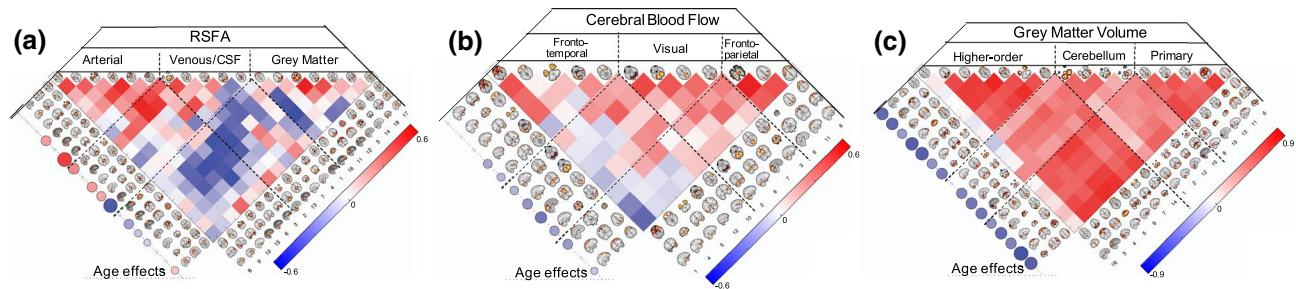 (a)
RSFA
Arterial
Venous/CSF
Grey Matter
0.6
0
-0.6
Age effects
(b)
Cerebral Blood Flow
Fronto-
temporal
Visual
Fronto-
parietal
0.6
0
-0.6
Age effects
(c)
Grey Matter Volume
Higher-order
Cerebellum
Primary
0.9
0
-0.9
Age effects